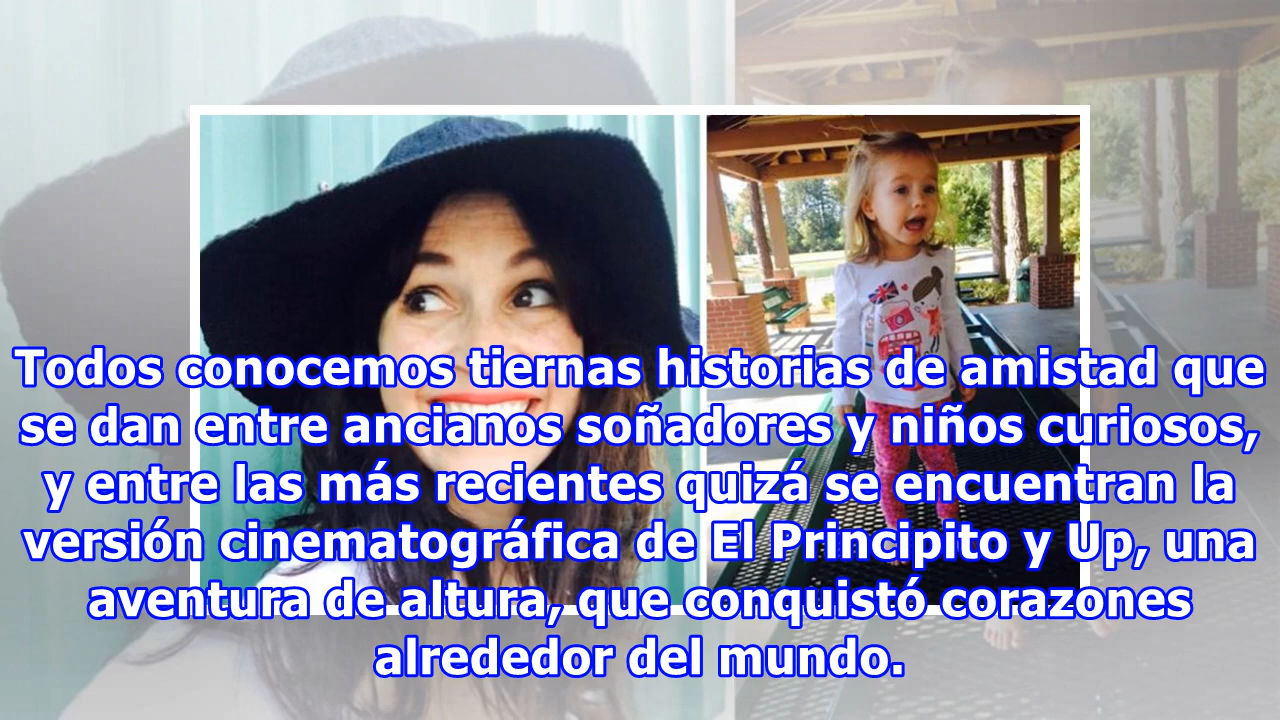 Todos conocemos tiernas historias de amistad que
se dan entre ancianos soñadores y niños curiosos,
y entre las más recientes quizá se encuentran la
versión cinematográfica de El Principito y Up, una
aventura de altura, que conquistó corazones
alrededor del mundo.